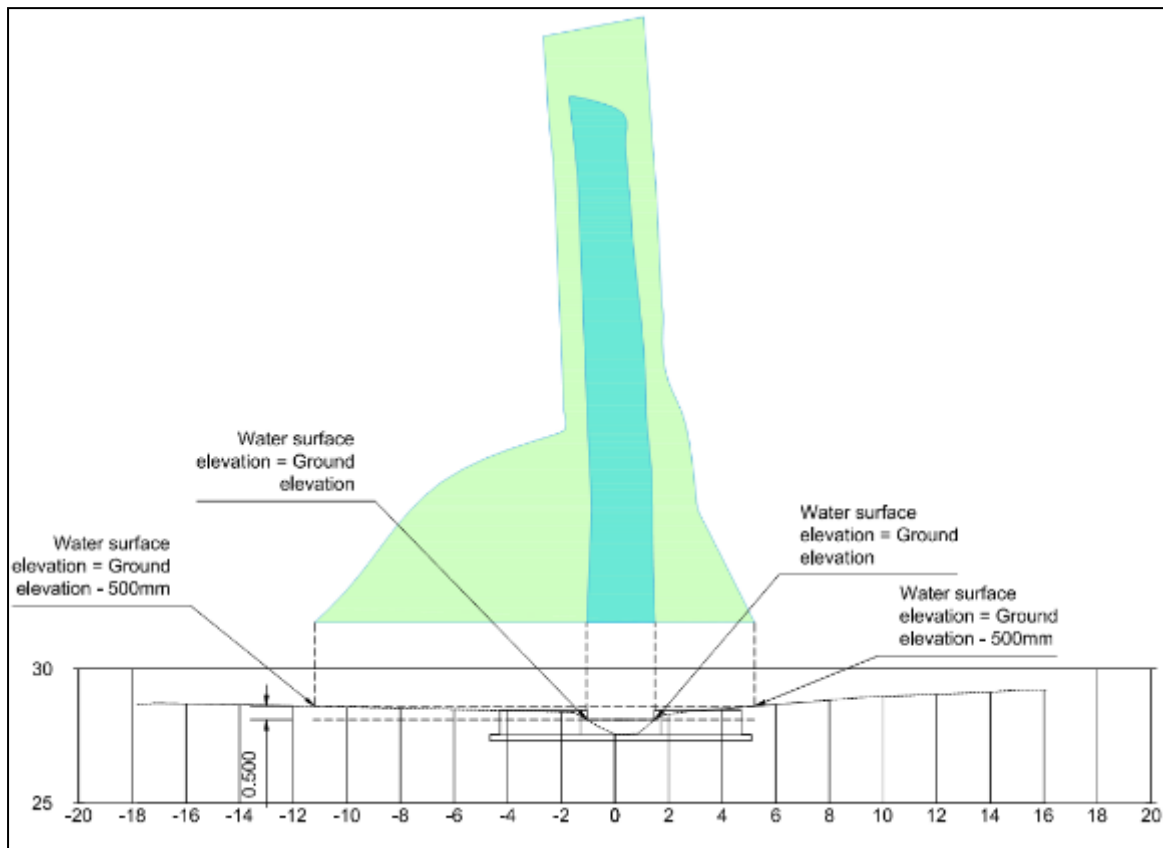 Water surface
elevation = Ground
elevation
Water surface
elevation = Ground
elevation - 500mm
Water surface
elevation = Ground
elevation
Water surface
elevation = Ground
elevation - 500mm
30
0.500
25
-20 -18 -16 -14 -12 -10 -8 -6 -4 -2 0 2 4 6 8 10 12 14 16 18 20